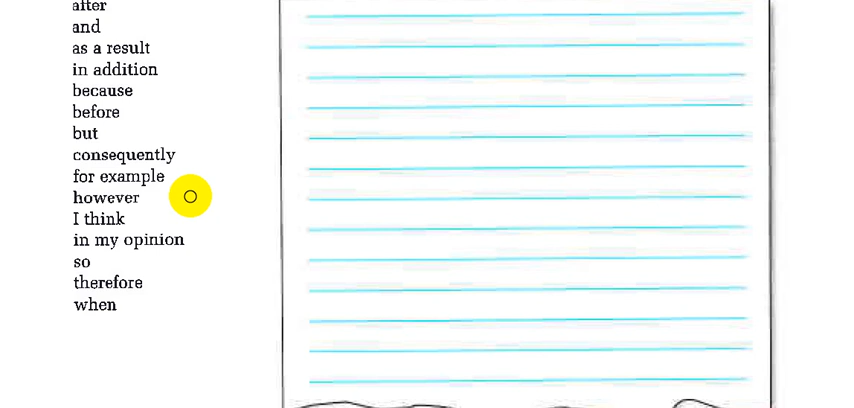 after
and
as a result
in addition
because
before
but
consequently
for example
however
I think
in my opinion
so
therefore
when